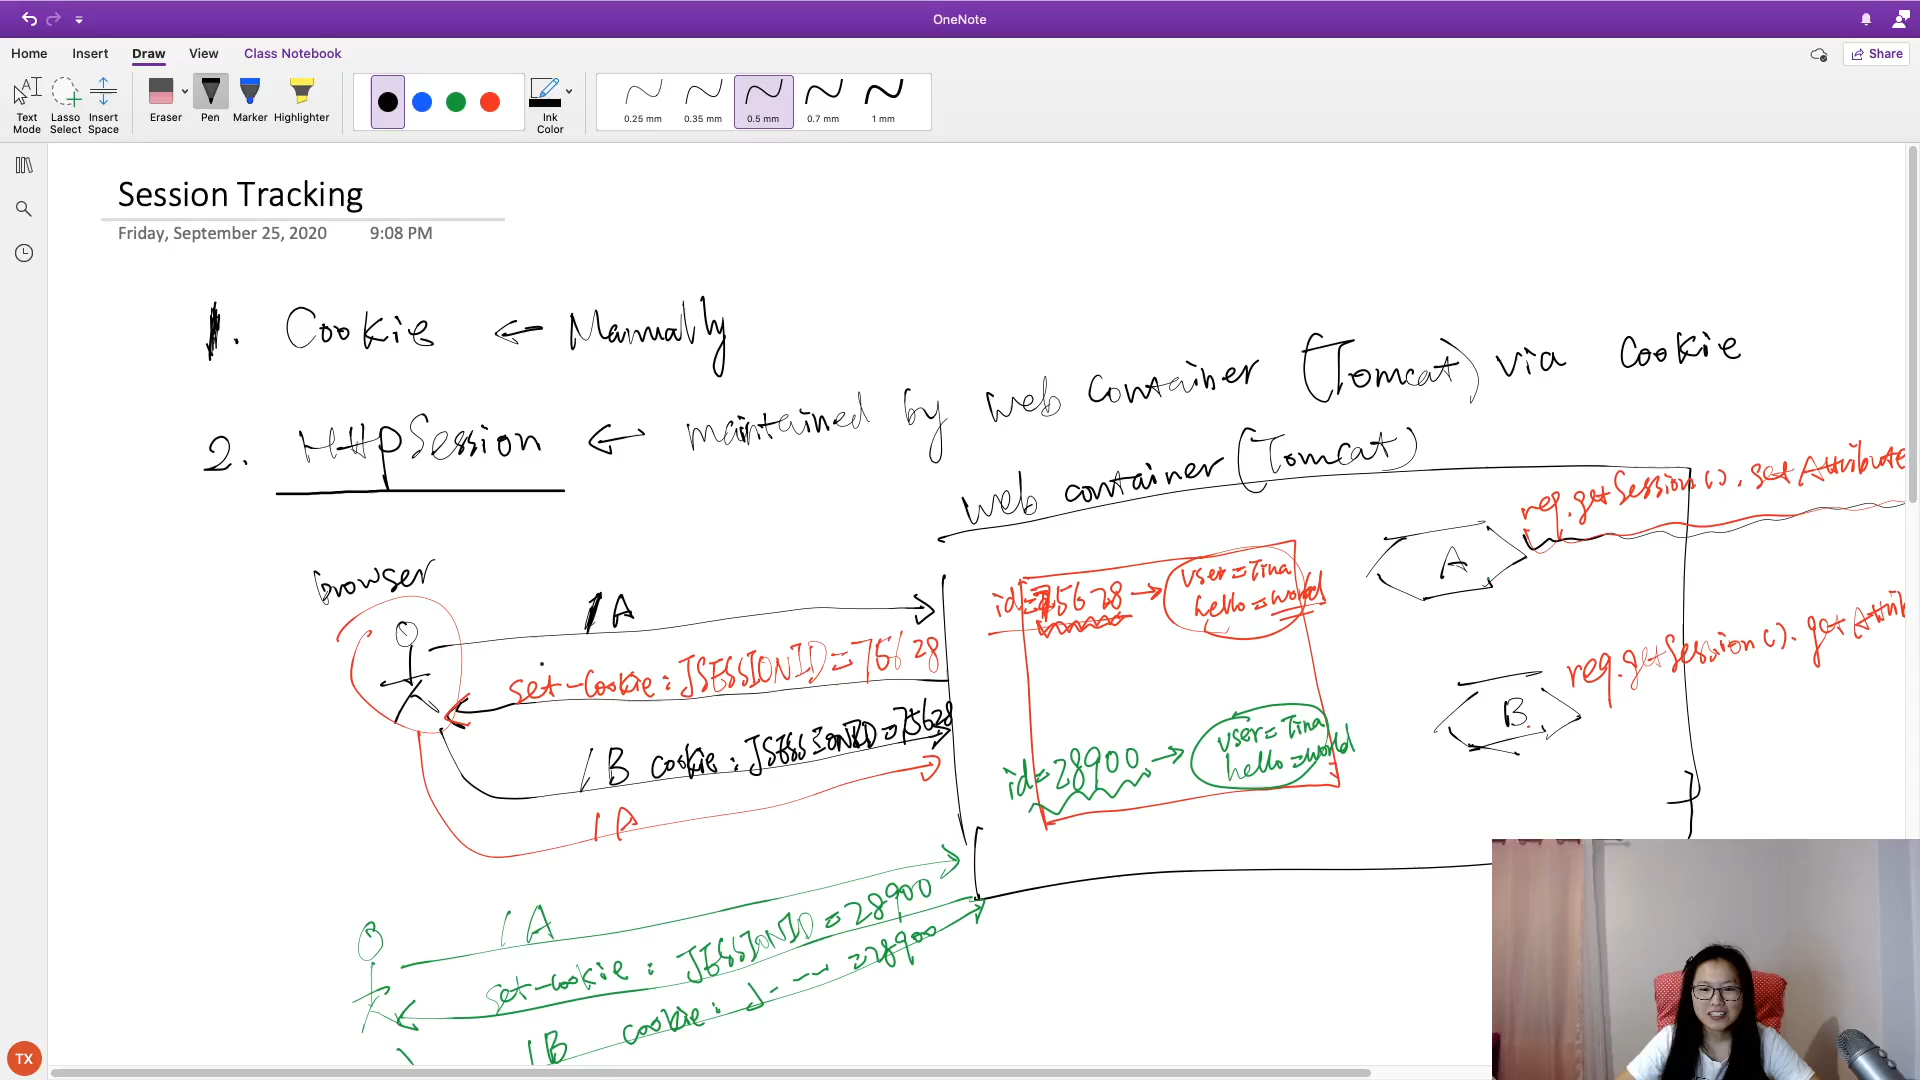 OneNote
Home Insert Draw View Class Notebook
Share
Text Mode
Lasso Select
Insert Space
Eraser
Pen
Marker
Highlighter
Ink Color
0.25 mm
0.35 mm
0.5 mm
0.7 mm
1 mm
Session Tracking
Friday, September 25, 2020 9:08 PM
1. Cookie ← Manually
2. HttpSession ← maintained by web container (Tomcat) via cookie
web container (Tomcat)
req.getSession().setAttribute
A
browser
/A
id=75628 → user=Tina
hello=world
set-cookie: JSESSIONID=75628
req.getSession().getAttrib
B
/B cookie: JSESSIONID=75628
id=28900 → user=Tina
hello=world
/A
/A
set-cookie: JSESSIONID=28900
/B cookie: J---=28900
TX